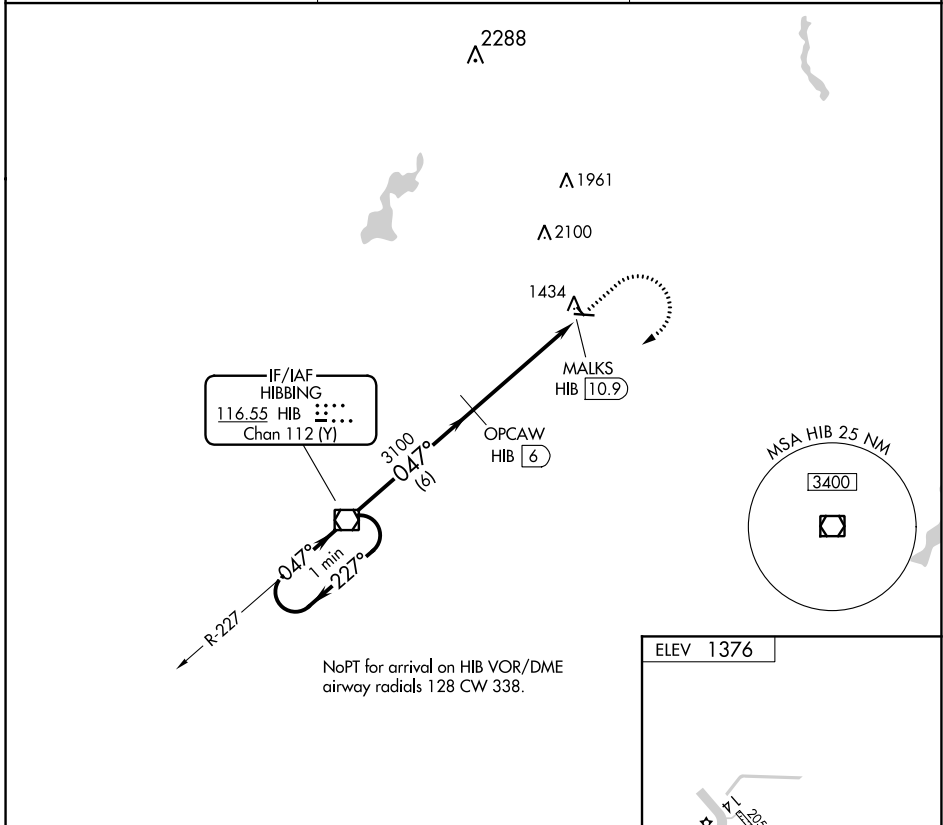 2288
1961
2100
1434
MALKS
HIB 10.9
IF/IAF
HIBBING
116.55 HIB
Chan 112 (Y)
OPCAW
HIB 6
3100
047°
(6)
047°
1 min
227°
R-227
MSA HIB 25 NM
3400
NoPT for arrival on HIB VOR/DME
airway radials 128 CW 338.
ELEV 1376
14